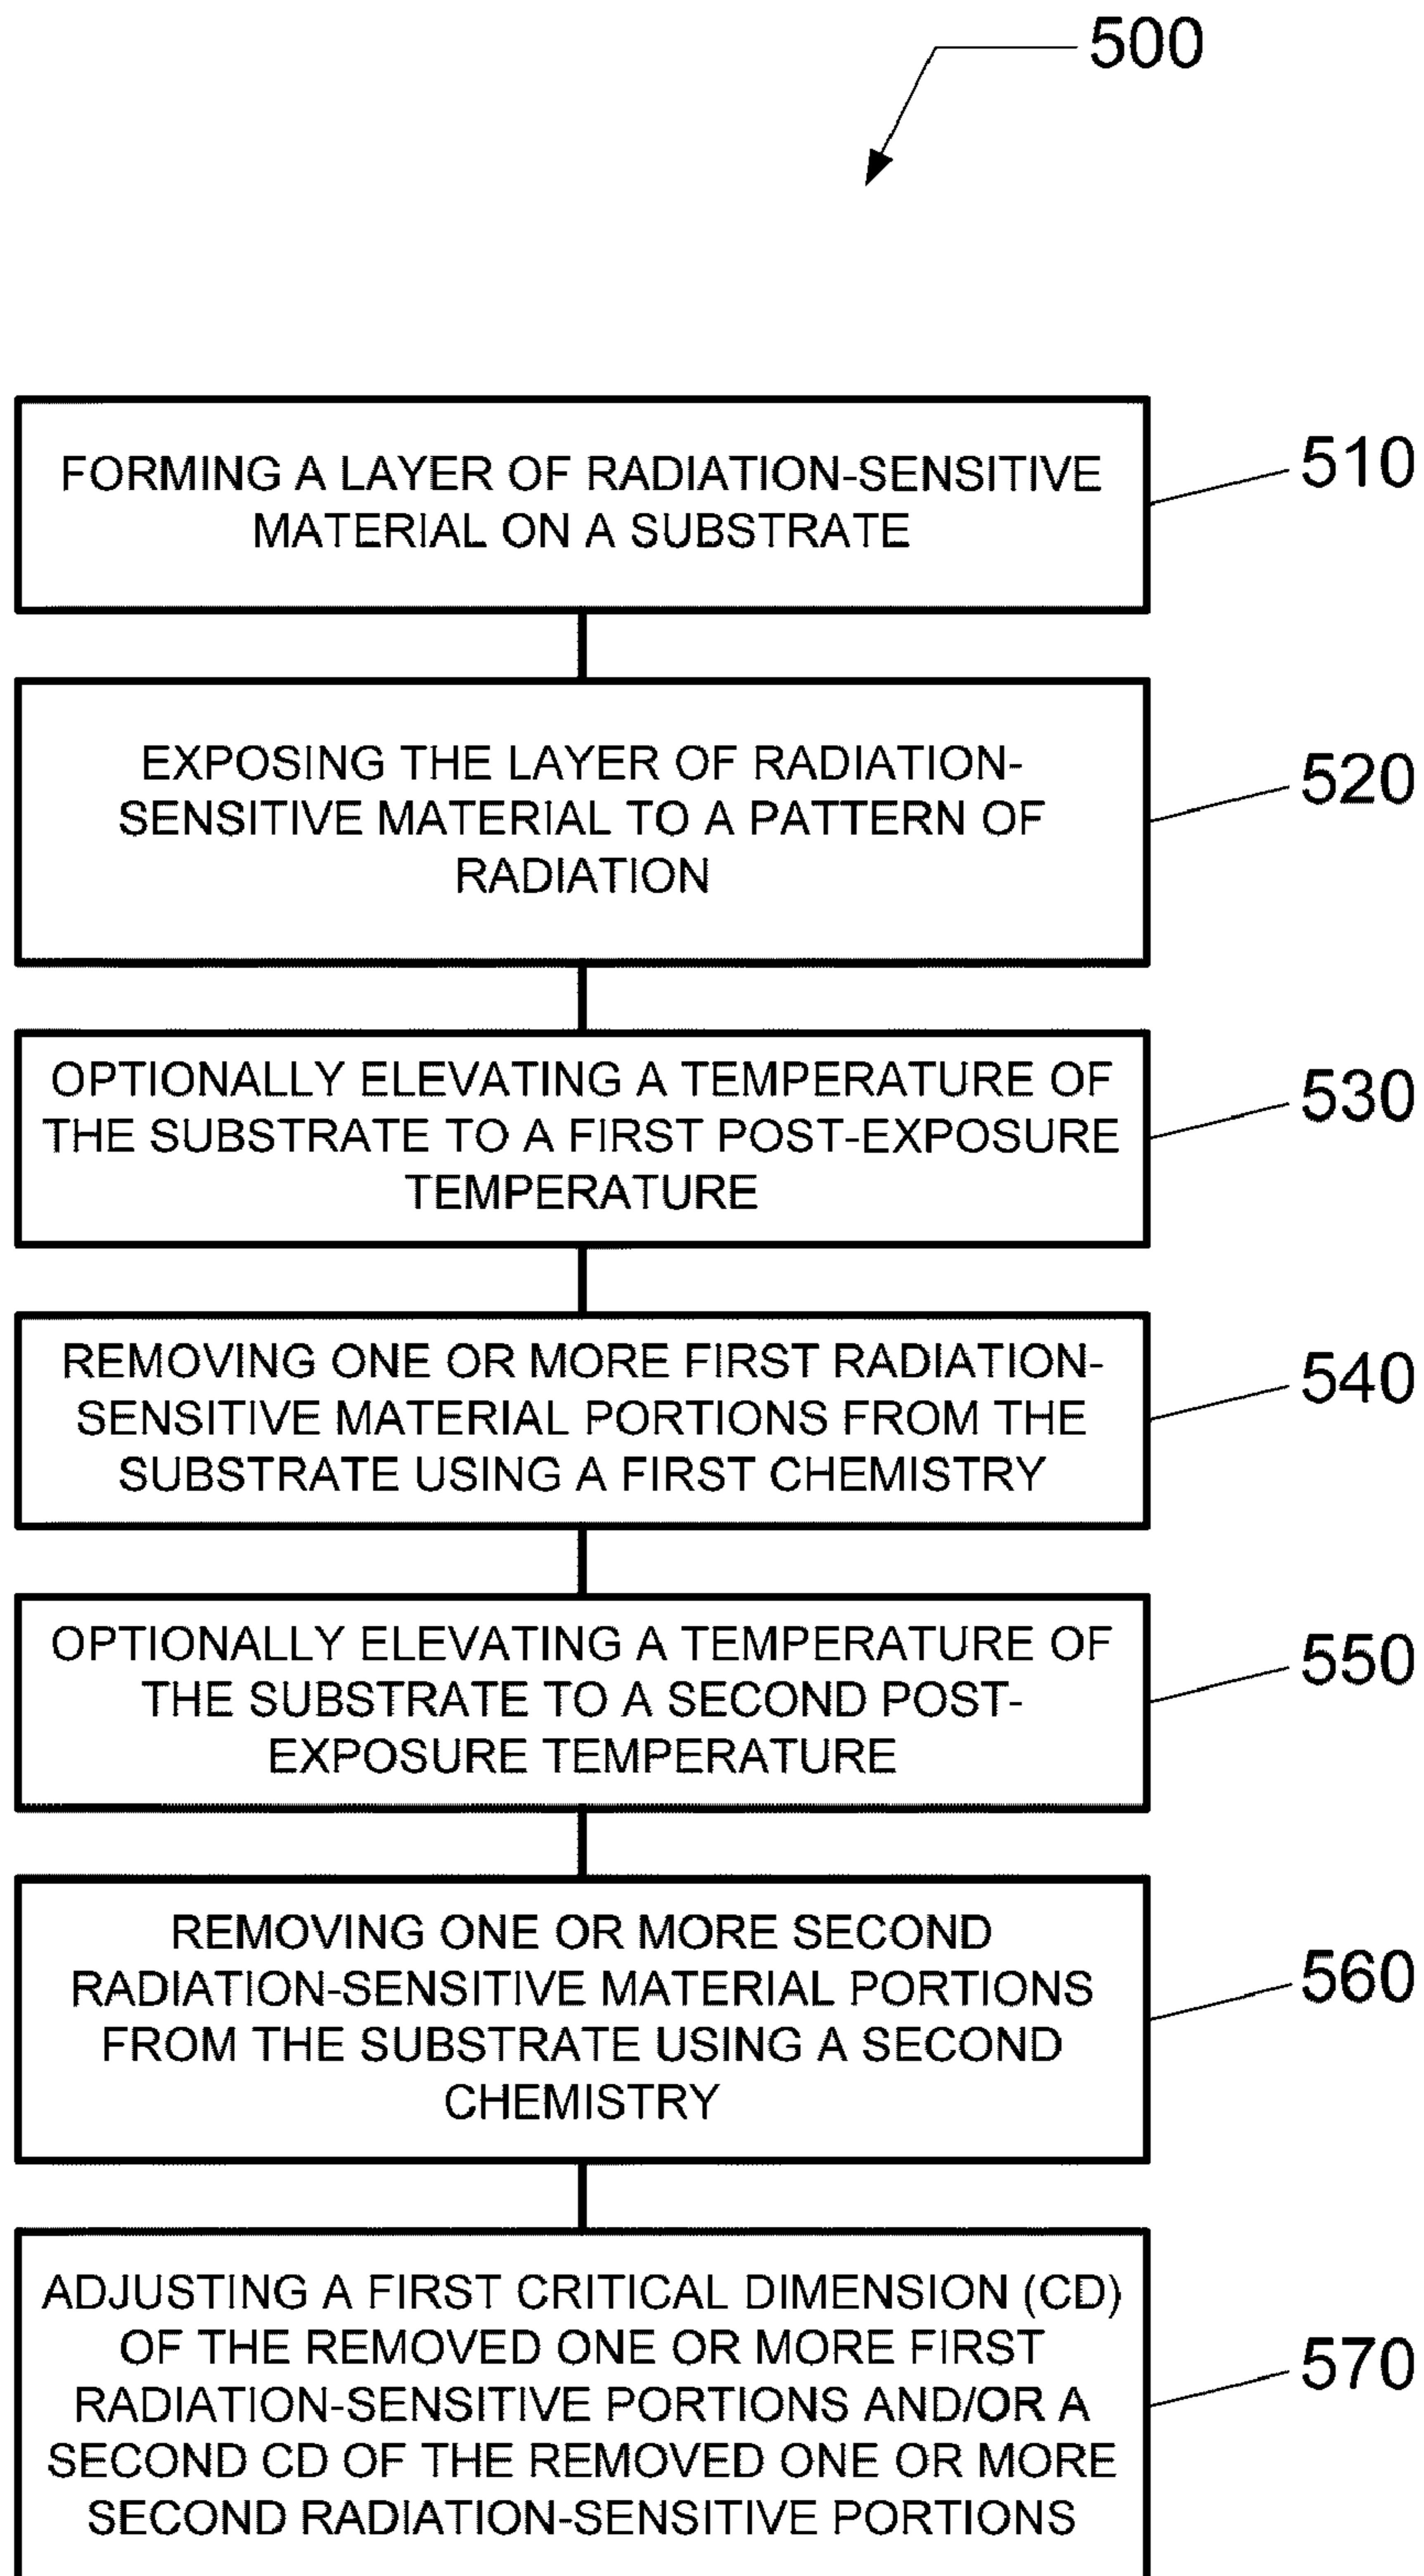 500
FORMING A LAYER OF RADIATION-SENSITIVE
MATERIAL ON A SUBSTRATE
510
EXPOSING THE LAYER OF RADIATION-
SENSITIVE MATERIAL TO A PATTERN OF
RADIATION
520
OPTIONALLY ELEVATING A TEMPERATURE OF
THE SUBSTRATE TO A FIRST POST-EXPOSURE
TEMPERATURE
530
REMOVING ONE OR MORE FIRST RADIATION-
SENSITIVE MATERIAL PORTIONS FROM THE
SUBSTRATE USING A FIRST CHEMISTRY
540
OPTIONALLY ELEVATING A TEMPERATURE OF
THE SUBSTRATE TO A SECOND POST-
EXPOSURE TEMPERATURE
550
REMOVING ONE OR MORE SECOND
RADIATION-SENSITIVE MATERIAL PORTIONS
FROM THE SUBSTRATE USING A SECOND
CHEMISTRY
560
ADJUSTING A FIRST CRITICAL DIMENSION (CD)
OF THE REMOVED ONE OR MORE FIRST
RADIATION-SENSITIVE PORTIONS AND/OR A
SECOND CD OF THE REMOVED ONE OR MORE
SECOND RADIATION-SENSITIVE PORTIONS
570